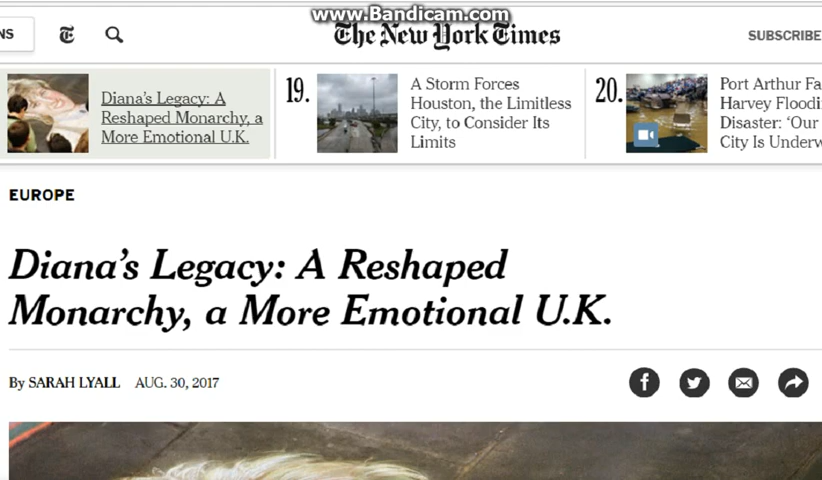 www.Bandicam.com
NS
The New York Times
SUBSCRIBE
Diana's Legacy: A
Reshaped Monarchy, a
More Emotional U.K.
19.
A Storm Forces
Houston, the Limitless
City, to Consider Its
Limits
20.
Port Arthur Fa
Harvey Floodi
Disaster: ‘Our
City Is Underw
EUROPE
Diana's Legacy: A Reshaped
Monarchy, a More Emotional U.K.
By SARAH LYALL AUG. 30, 2017